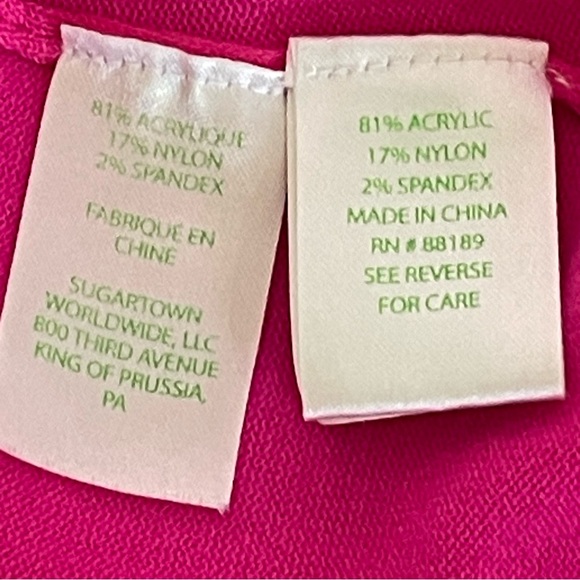 81% ACRYLIQUE
17% NYLON
2% SPANDEX
FABRIQUÉ EN
CHINE
SUGARTOWN
WORLDWIDE, LLC
800 THIRD AVENUE
KING OF PRUSSIA,
PA
81% ACRYLIC
17% NYLON
2% SPANDEX
MADE IN CHINA
RN # 88189
SEE REVERSE
FOR CARE